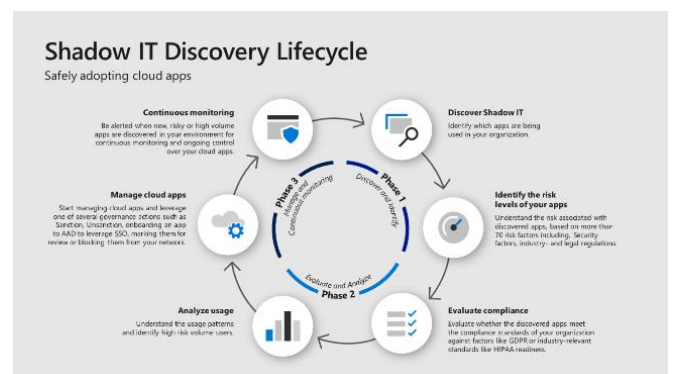 Shadow IT Discovery Lifecycle
Safely adopting cloud apps
Continuous monitoring
Be alerted when new, risky or high volume
apps are discovered in your environment for
continuous monitoring and ongoing control
over your cloud apps.
Discover Shadow IT
Identify which apps are being
used in your organization.
Identify the risk
levels of your apps
Understand the risk associated with
discovered apps, based on more than
70 risk factors including, Security
factors, industry- and legal regulations.
Evaluate compliance
Evaluate whether the discovered apps meet
the compliance standards of your organization
against factors like GDPR or industry-relevant
standards like HIPAA readiness.
Analyze usage
Understand the usage patterns
and identify high risk volume users.
Manage cloud apps
Start managing cloud apps and leverage
one of several governance actions such as
Sanction, Unsanction, onboarding an app
to AAD to leverage SSO, marking them for
review or blocking them from your network.
Phase 1
Discover and Identify
Evaluate and Analyze
Phase 2
Phase 3
Manage and
Continuous monitoring